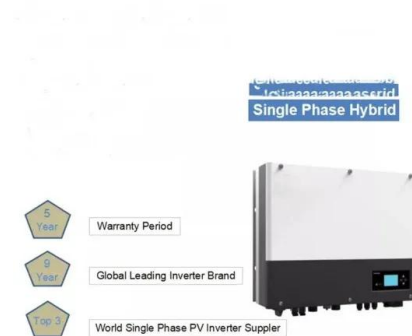 Single Phase Hybrid
5
Year
Warranty Period
9
Year
Global Leading Inverter Brand
Top 3
World Single Phase PV Inverter Suppler